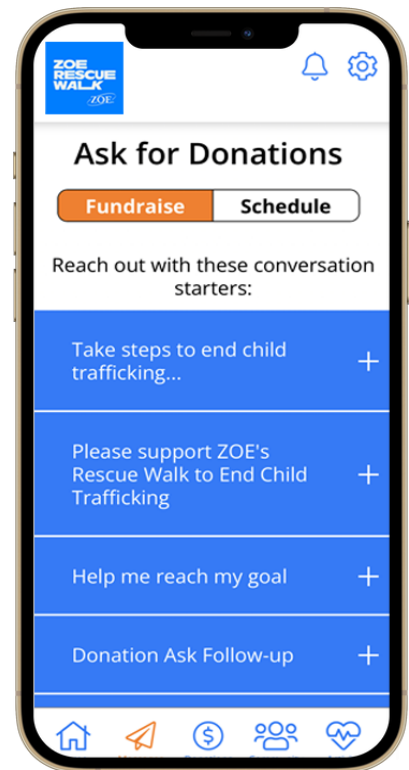 ZOE
RESCUE
WALK
ZOE
Ask for Donations
Fundraise Schedule
Reach out with these conversation
starters:
Take steps to end child
trafficking...
Please support ZOE's
Rescue Walk to End Child
Trafficking
Help me reach my goal
Donation Ask Follow-up